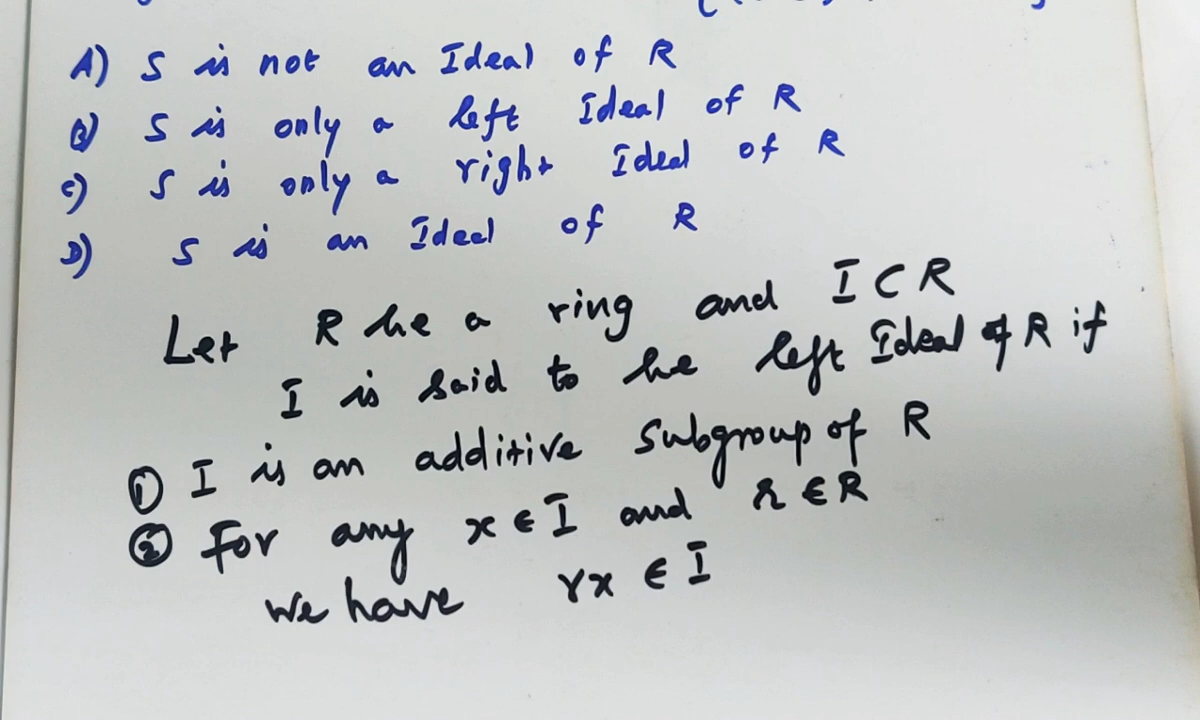 A) S is not an Ideal of R
B) S is only a left Ideal of R
C) S is only a right Ideal of R
D) S is an Ideal of R
Let R be a ring and I ⊂ R
I is said to be left Ideal of R if
① I is an additive subgroup of R
② For any x ∈ I and r ∈ R
we have rx ∈ I